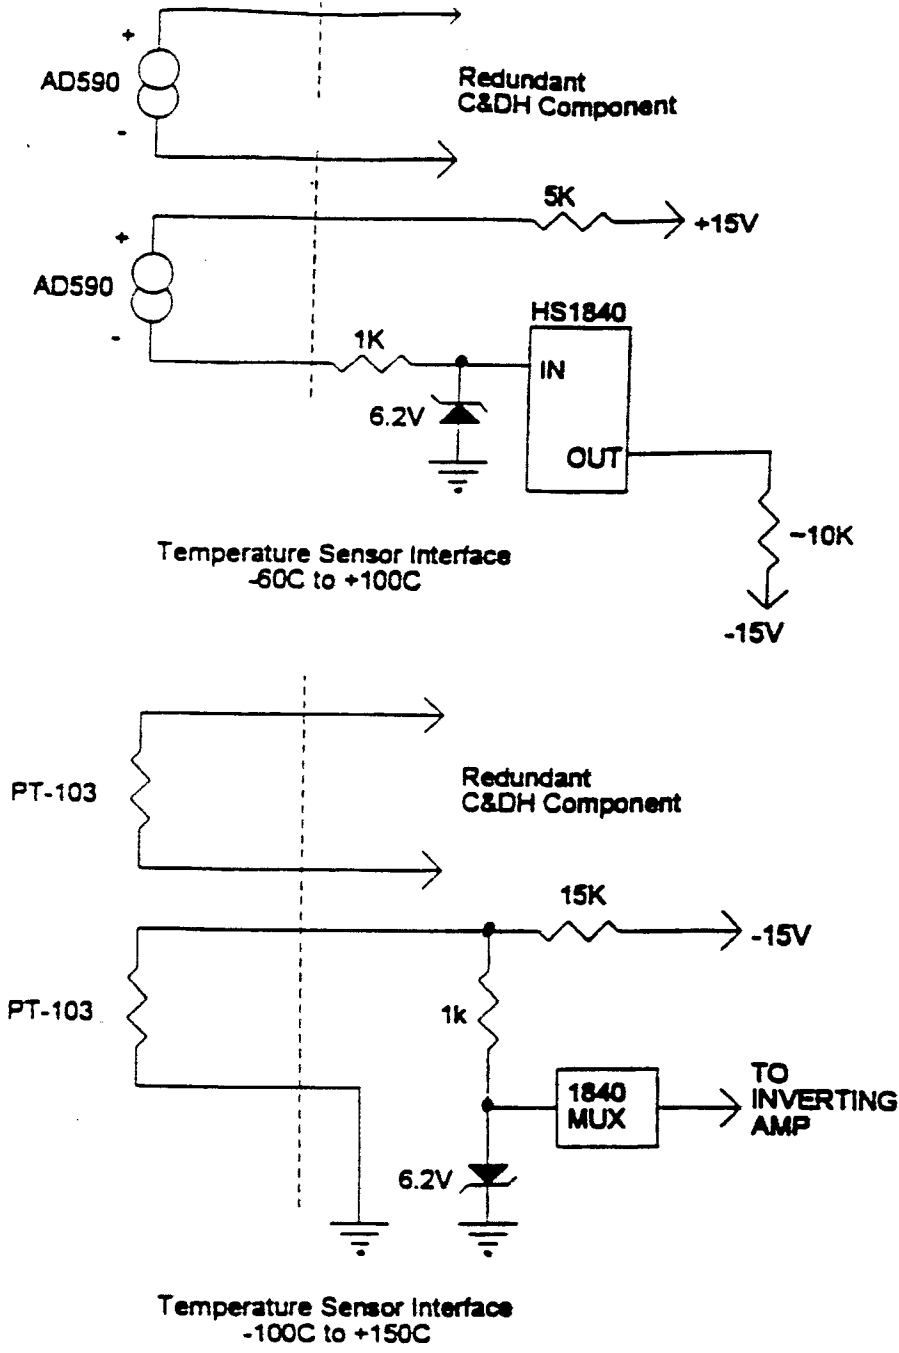 +
AD590
-
Redundant
C&DH Component
5K
+15V
+
AD590
-
HS1840
1K
IN
6.2V
OUT
~10K
-15V
Temperature Sensor Interface
-60C to +100C
PT-103
Redundant
C&DH Component
15K
-15V
PT-103
1k
1840
MUX
TO
INVERTING
AMP
6.2V
Temperature Sensor Interface
-100C to +150C